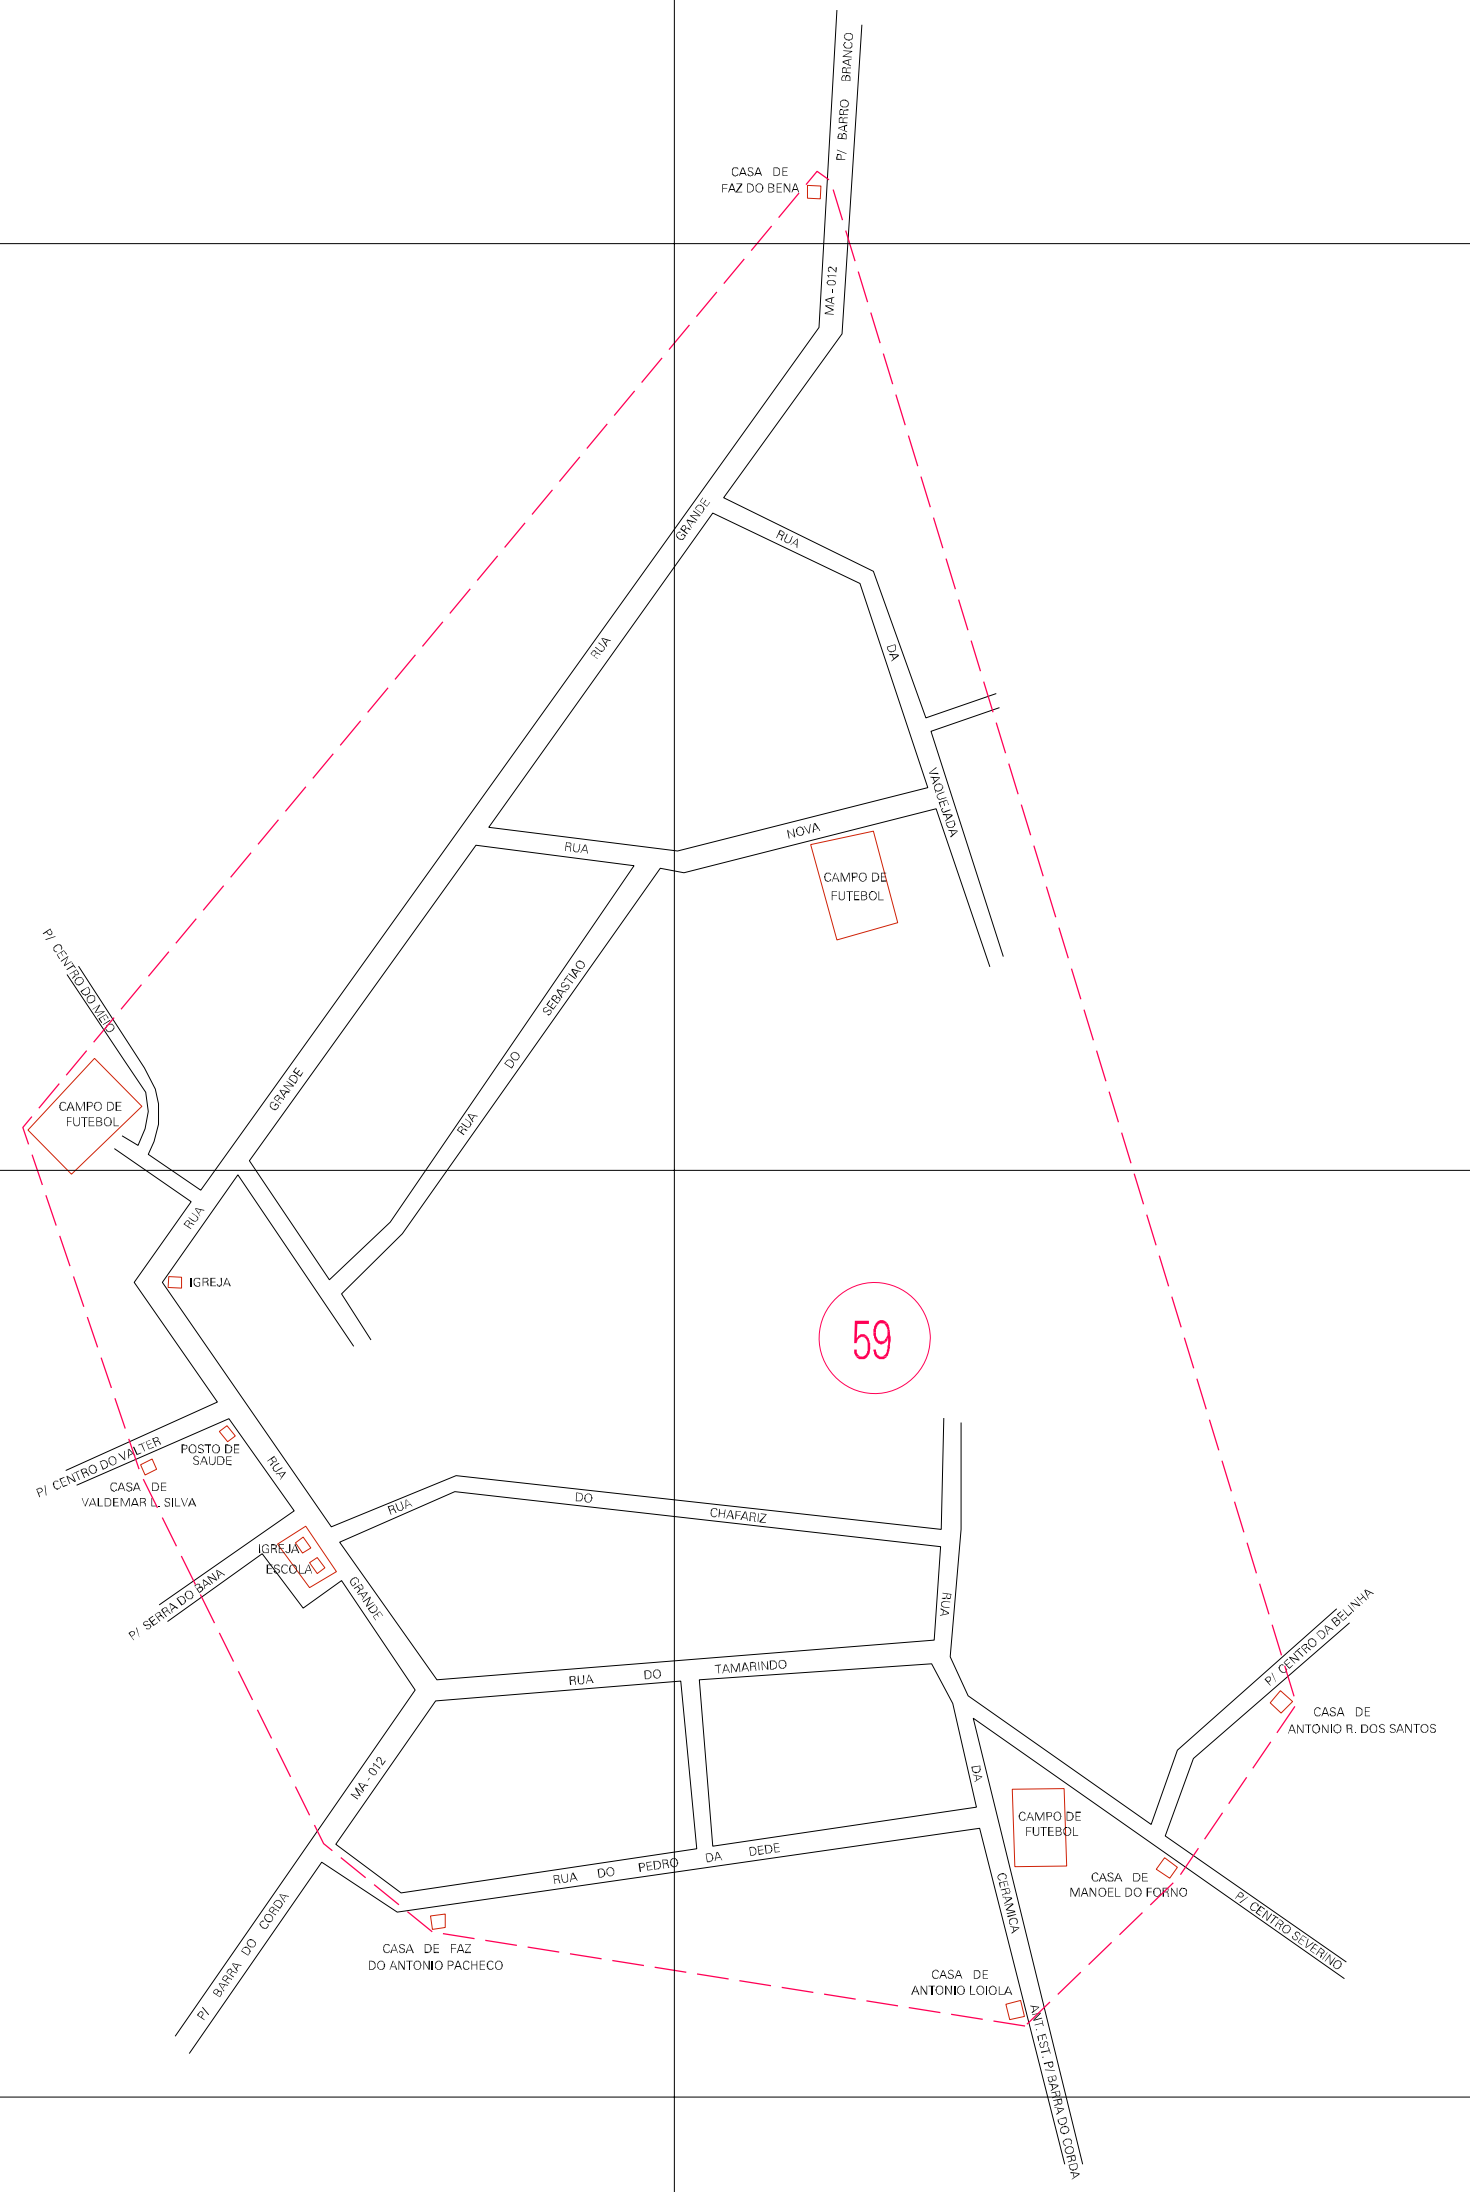 P/ BARRO BRANCO
CASA DE
FAZ DO BENA
MA - 012
GRANDE
RUA
RUA
DA
VAQUEJADA
RUA
NOVA
RUA
CAMPO DE
FUTEBOL
P/ CENTRO DO MEIO
SEBASTIAO
DO
RUA
GRANDE
CAMPO DE
FUTEBOL
RUA
IGREJA
59
P/ CENTRO DO VALTER
POSTO DE
SAUDE
RUA
CASA DE
VALDEMAR L. SILVA
RUA
DO
CHAFARIZ
IGREJA
ESCOLA
P/ SERRA DO BANA
GRANDE
RUA
P/ CENTRO DA BELINHA
RUA DO TAMARINDO
CASA DE
ANTONIO R. DOS SANTOS
MA - 012
DA
CAMPO DE
FUTEBOL
RUA DO PEDRO DA DEDE
CERAMICA
CASA DE
MANOEL DO FORNO
P/ CENTRO SEVERINO
P/ BARRA DO CORDA
CASA DE FAZ
DO ANTONIO PACHECO
CASA DE
ANTONIO LOIOLA
ANT. EST. P/ BARRA DO CORDA